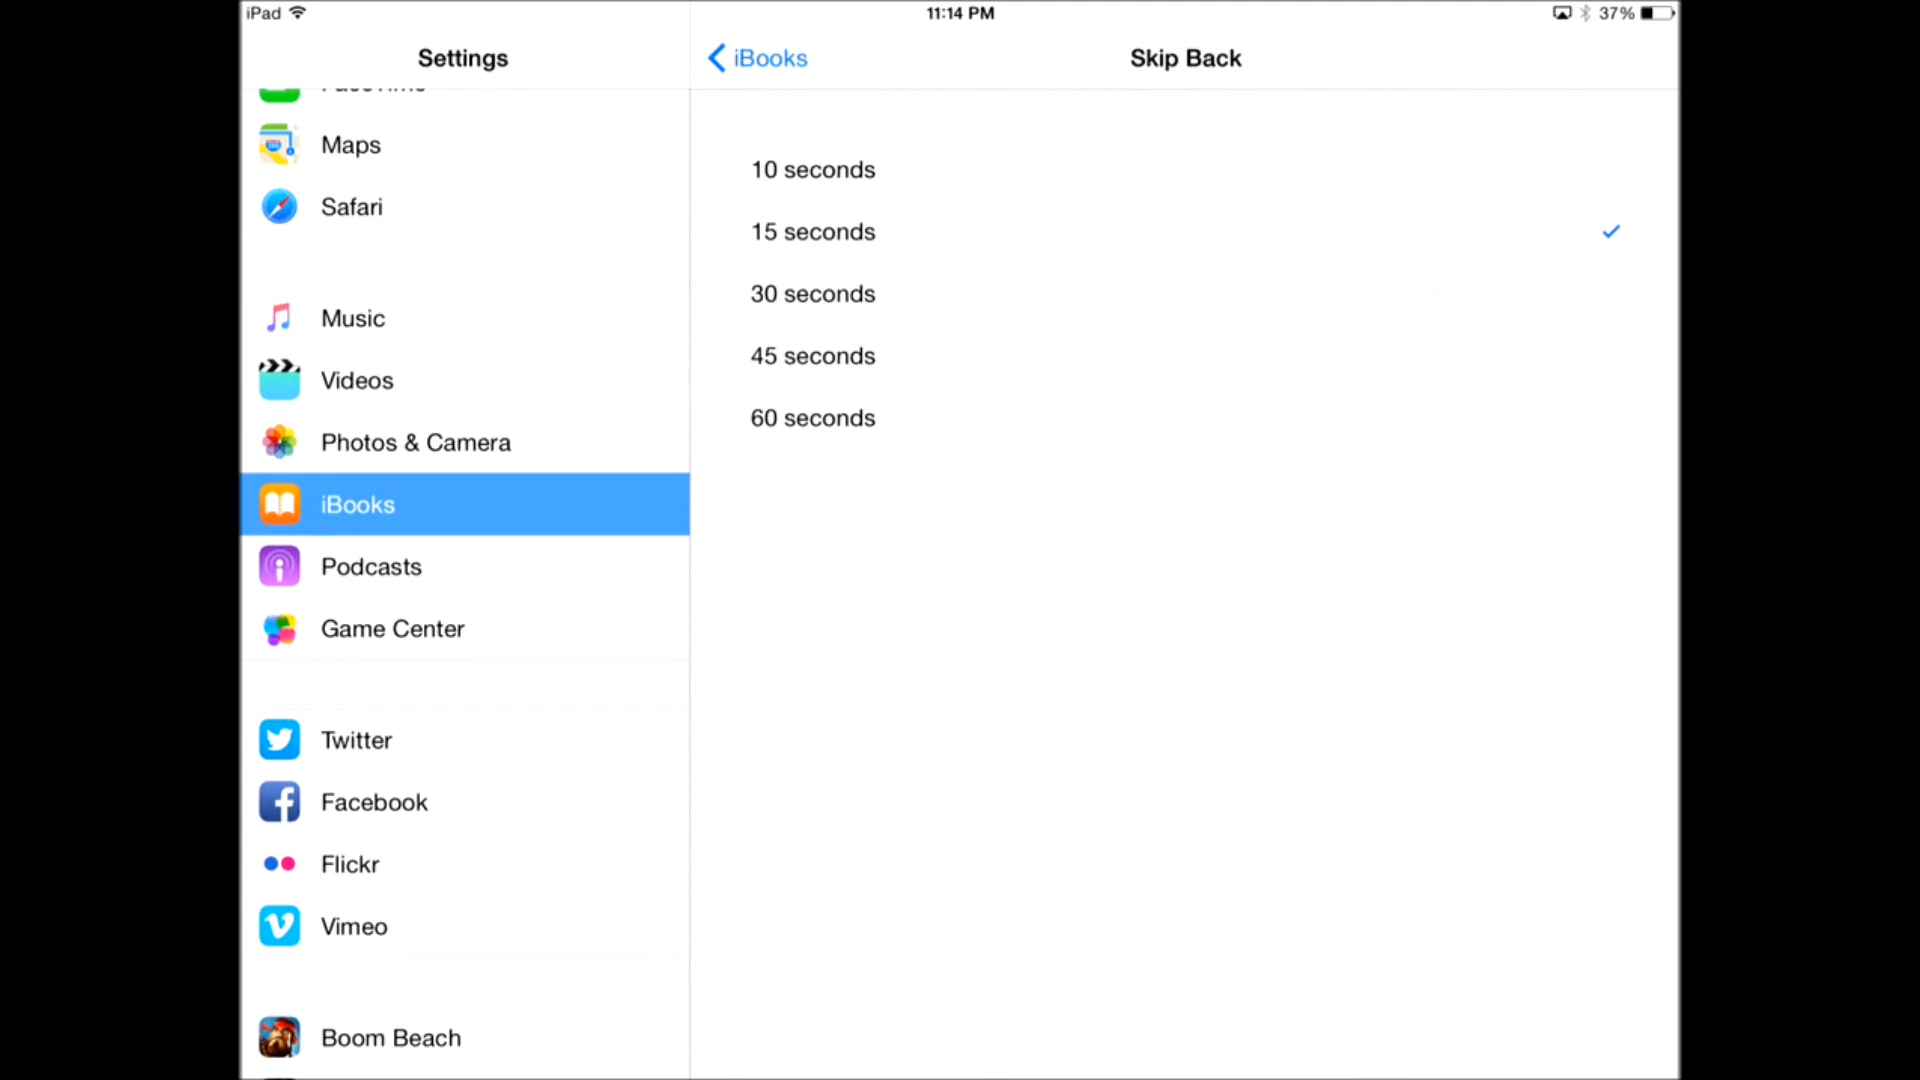 iPad
11:14 PM
37%
Settings
iBooks
Skip Back
FaceTime
Maps
Safari
Music
Videos
Photos & Camera
iBooks
Podcasts
Game Center
Twitter
Facebook
Flickr
Vimeo
Boom Beach
10 seconds
15 seconds
30 seconds
45 seconds
60 seconds